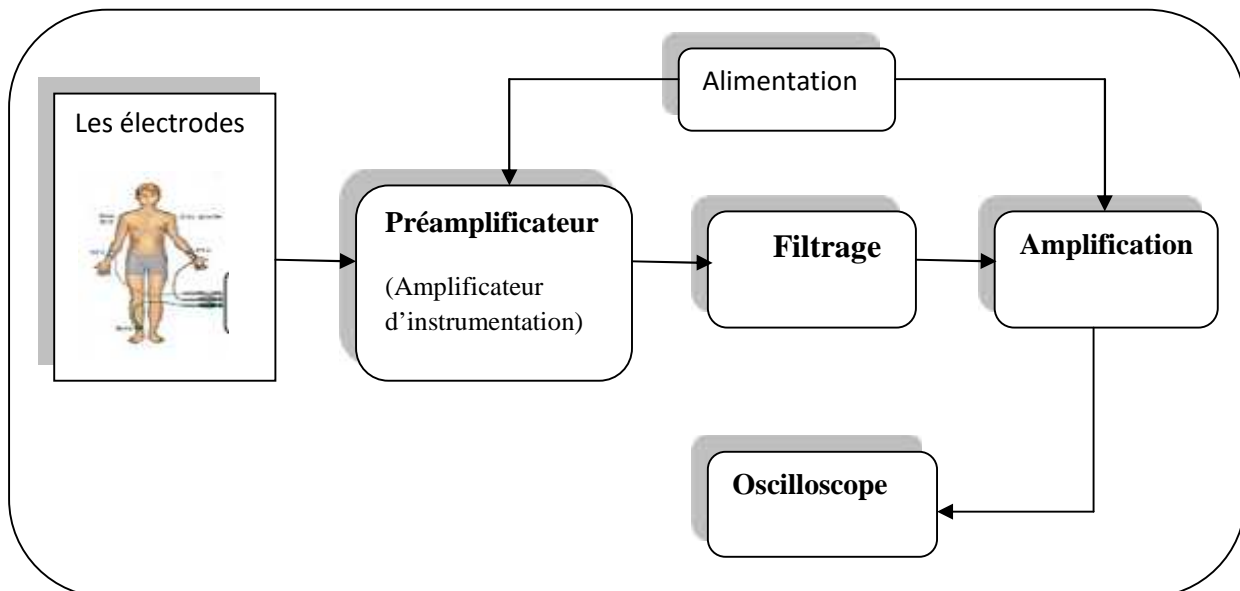 Alimentation
Les électrodes
Préamplificateur
(Amplificateur
d'instrumentation)
Filtrage
Amplification
Oscilloscope